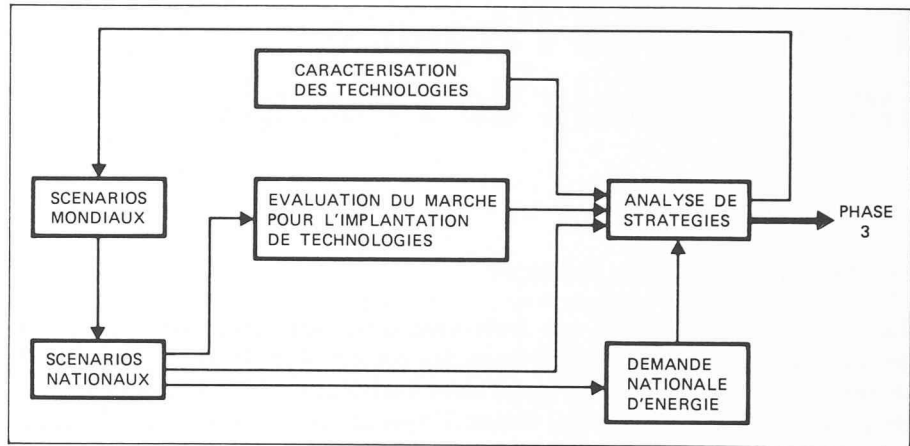 CARACTERISATION
DES TECHNOLOGIES
SCENARIOS
MONDIAUX
EVALUATION DU MARCHE
POUR L'IMPLANTATION
DE TECHNOLOGIES
ANALYSE DE
STRATEGIES
PHASE
3
SCENARIOS
NATIONAUX
DEMANDE
NATIONALE
D'ENERGIE